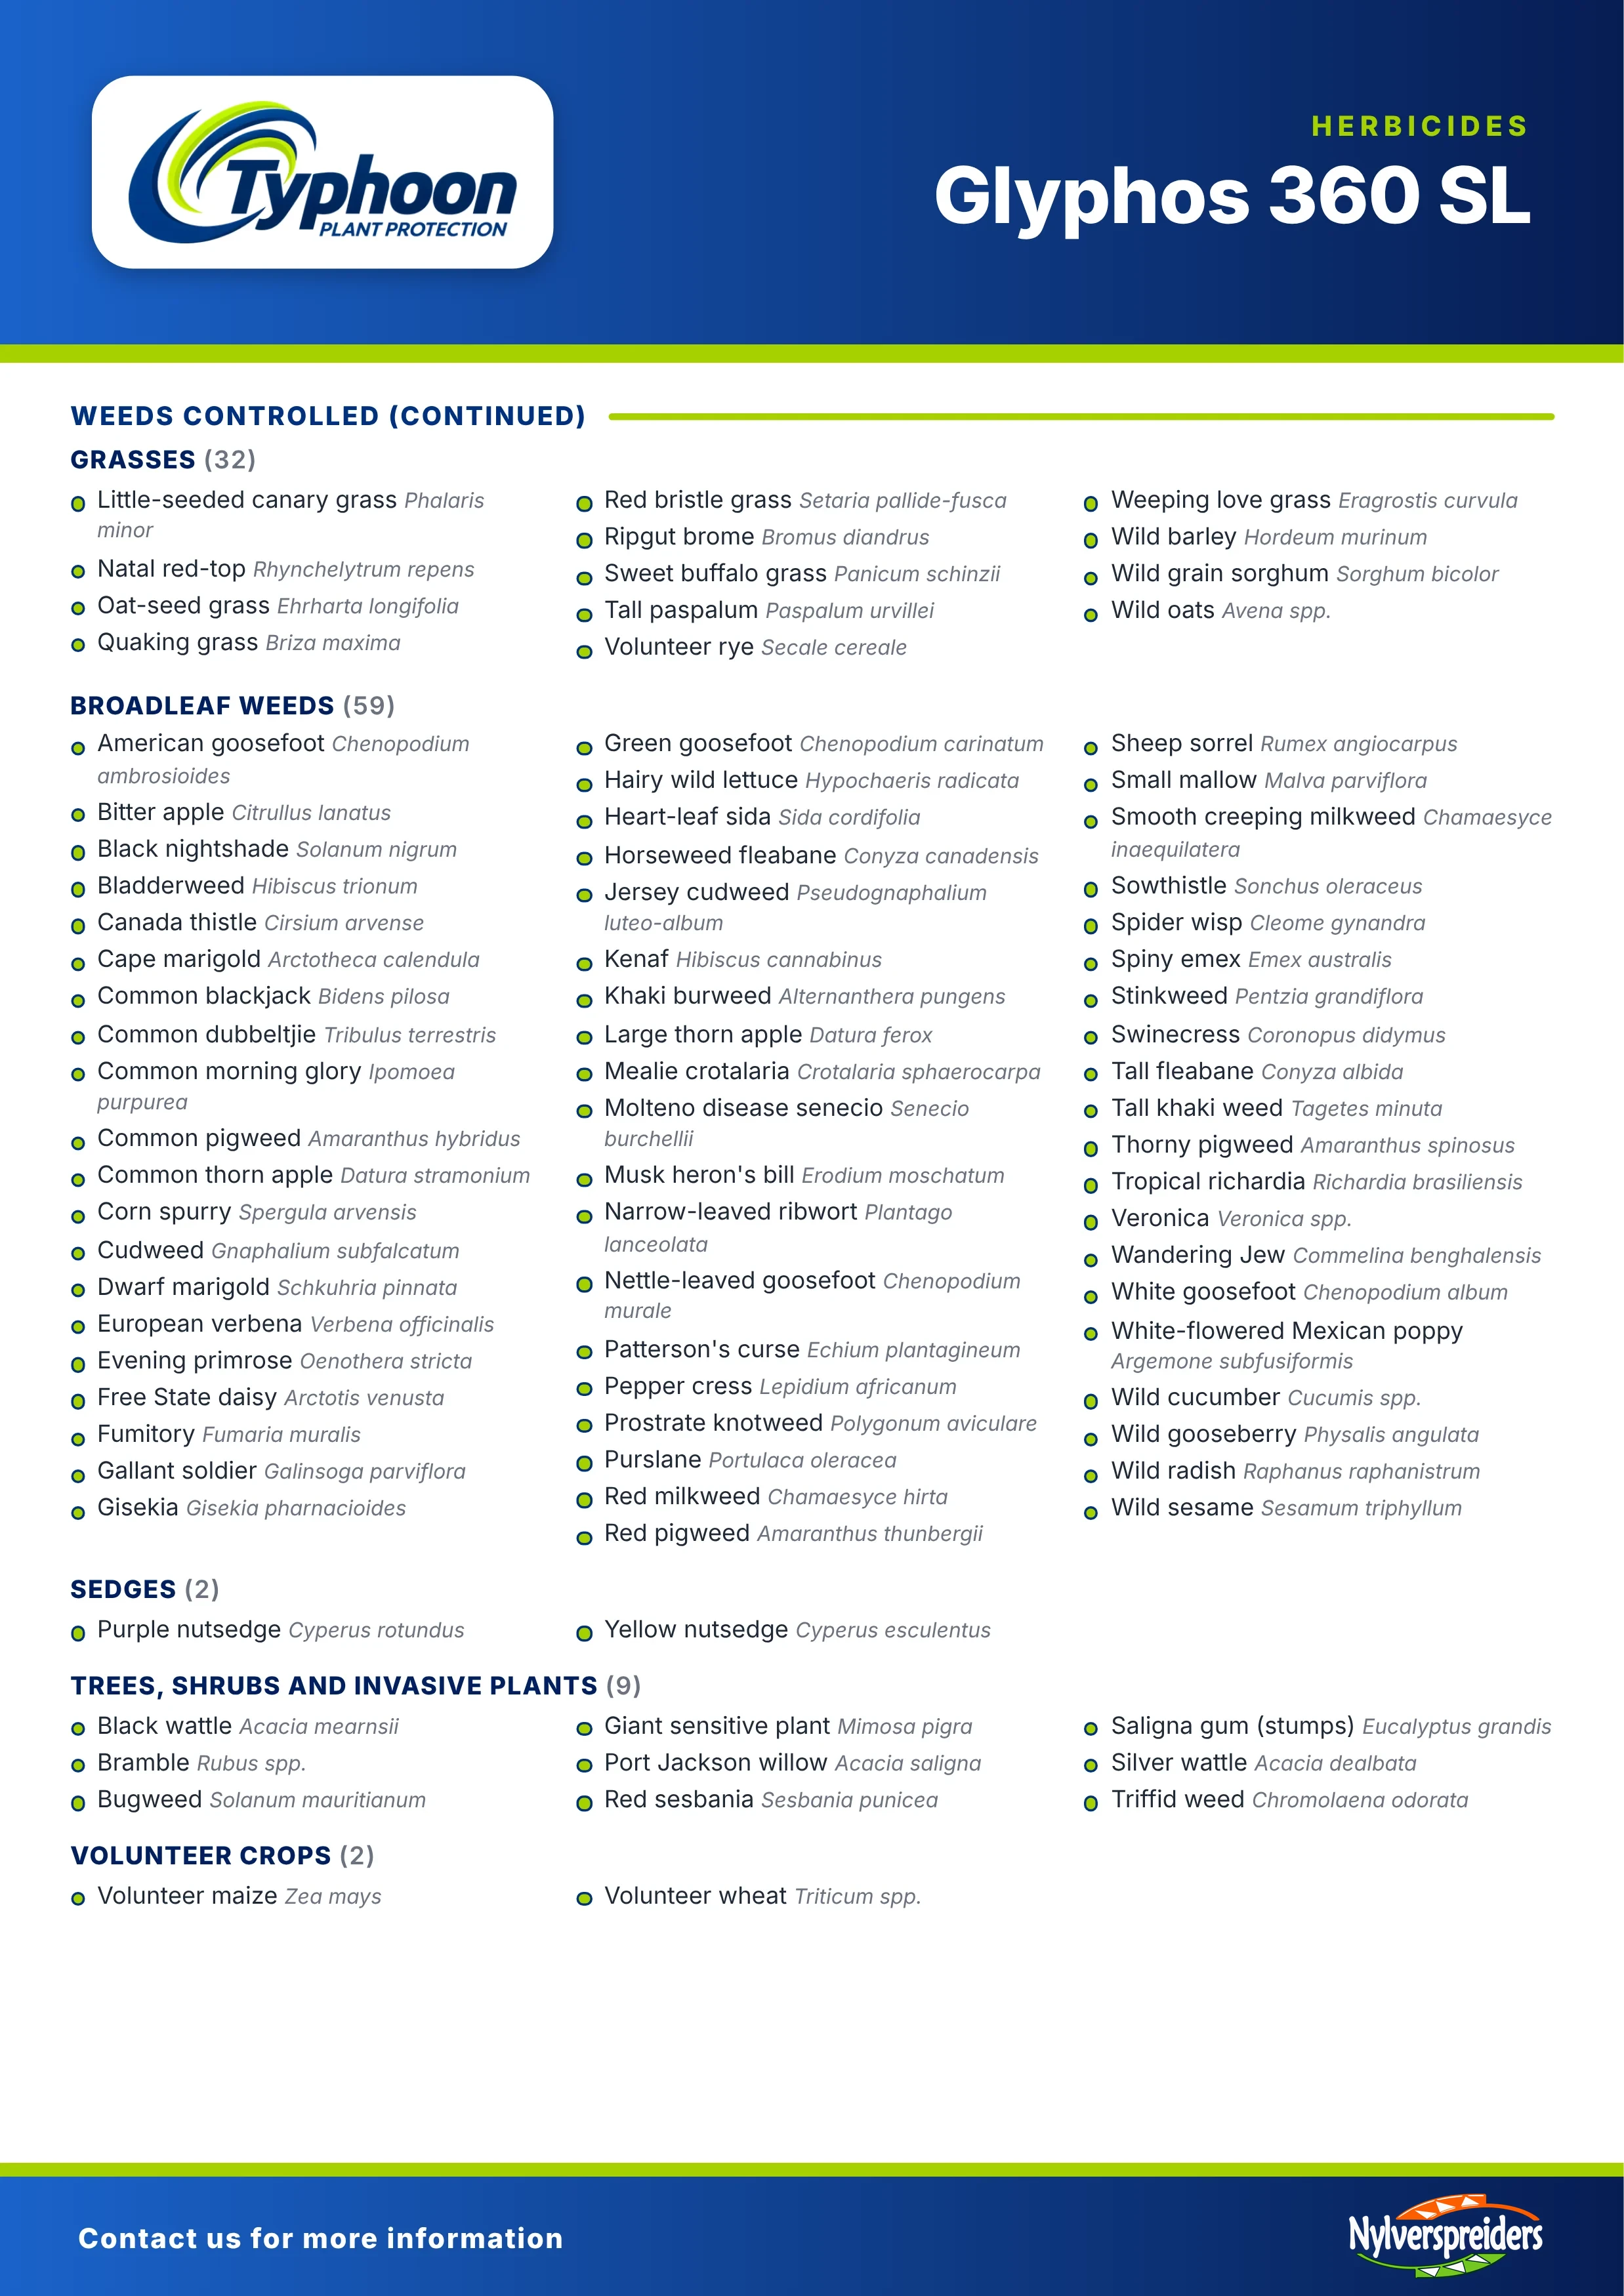 Typhoon
PLANT PROTECTION
HERBICIDES
Glyphos 360 SL
WEEDS CONTROLLED (CONTINUED)
GRASSES (32)
Little-seeded canary grass Phalaris
minor
Natal red-top Rhynchelytrum repens
Oat-seed grass Ehrharta longifolia
Quaking grass Briza maxima
Red bristle grass Setaria pallide-fusca
Ripgut brome Bromus diandrus
Sweet buffalo grass Panicum schinzii
Tall paspalum Paspalum urvillei
Volunteer rye Secale cereale
Weeping love grass Eragrostis curvula
Wild barley Hordeum murinum
Wild grain sorghum Sorghum bicolor
Wild oats Avena spp.
BROADLEAF WEEDS (59)
American goosefoot Chenopodium
ambrosioides
Bitter apple Citrullus lanatus
Black nightshade Solanum nigrum
Bladderweed Hibiscus trionum
Canada thistle Cirsium arvense
Cape marigold Arctotheca calendula
Common blackjack Bidens pilosa
Common dubbeltjie Tribulus terrestris
Common morning glory Ipomoea
purpurea
Common pigweed Amaranthus hybridus
Common thorn apple Datura stramonium
Corn spurry Spergula arvensis
Cudweed Gnaphalium subfalcatum
Dwarf marigold Schkuhria pinnata
European verbena Verbena officinalis
Evening primrose Oenothera stricta
Free State daisy Arctotis venusta
Fumitory Fumaria muralis
Gallant soldier Galinsoga parviflora
Gisekia Gisekia pharnacioides
Green goosefoot Chenopodium carinatum
Hairy wild lettuce Hypochaeris radicata
Heart-leaf sida Sida cordifolia
Horseweed fleabane Conyza canadensis
Jersey cudweed Pseudognaphalium
luteo-album
Kenaf Hibiscus cannabinus
Khaki burweed Alternanthera pungens
Large thorn apple Datura ferox
Mealie crotalaria Crotalaria sphaerocarpa
Molteno disease senecio Senecio
burchellii
Musk heron's bill Erodium moschatum
Narrow-leaved ribwort Plantago
lanceolata
Nettle-leaved goosefoot Chenopodium
murale
Patterson's curse Echium plantagineum
Pepper cress Lepidium africanum
Prostrate knotweed Polygonum aviculare
Purslane Portulaca oleracea
Red milkweed Chamaesyce hirta
Red pigweed Amaranthus thunbergii
Sheep sorrel Rumex angiocarpus
Small mallow Malva parviflora
Smooth creeping milkweed Chamaesyce
inaequilatera
Sowthistle Sonchus oleraceus
Spider wisp Cleome gynandra
Spiny emex Emex australis
Stinkweed Pentzia grandiflora
Swinecress Coronopus didymus
Tall fleabane Conyza albida
Tall khaki weed Tagetes minuta
Thorny pigweed Amaranthus spinosus
Tropical richardia Richardia brasiliensis
Veronica Veronica spp.
Wandering Jew Commelina benghalensis
White goosefoot Chenopodium album
White-flowered Mexican poppy
Argemone subfusiformis
Wild cucumber Cucumis spp.
Wild gooseberry Physalis angulata
Wild radish Raphanus raphanistrum
Wild sesame Sesamum triphyllum
SEDGES (2)
Purple nutsedge Cyperus rotundus
Yellow nutsedge Cyperus esculentus
TREES, SHRUBS AND INVASIVE PLANTS (9)
Black wattle Acacia mearnsii
Bramble Rubus spp.
Bugweed Solanum mauritianum
Giant sensitive plant Mimosa pigra
Port Jackson willow Acacia saligna
Red sesbania Sesbania punicea
Saligna gum (stumps) Eucalyptus grandis
Silver wattle Acacia dealbata
Triffid weed Chromolaena odorata
VOLUNTEER CROPS (2)
Volunteer maize Zea mays
Volunteer wheat Triticum spp.
Contact us for more information
Nylverspreiders